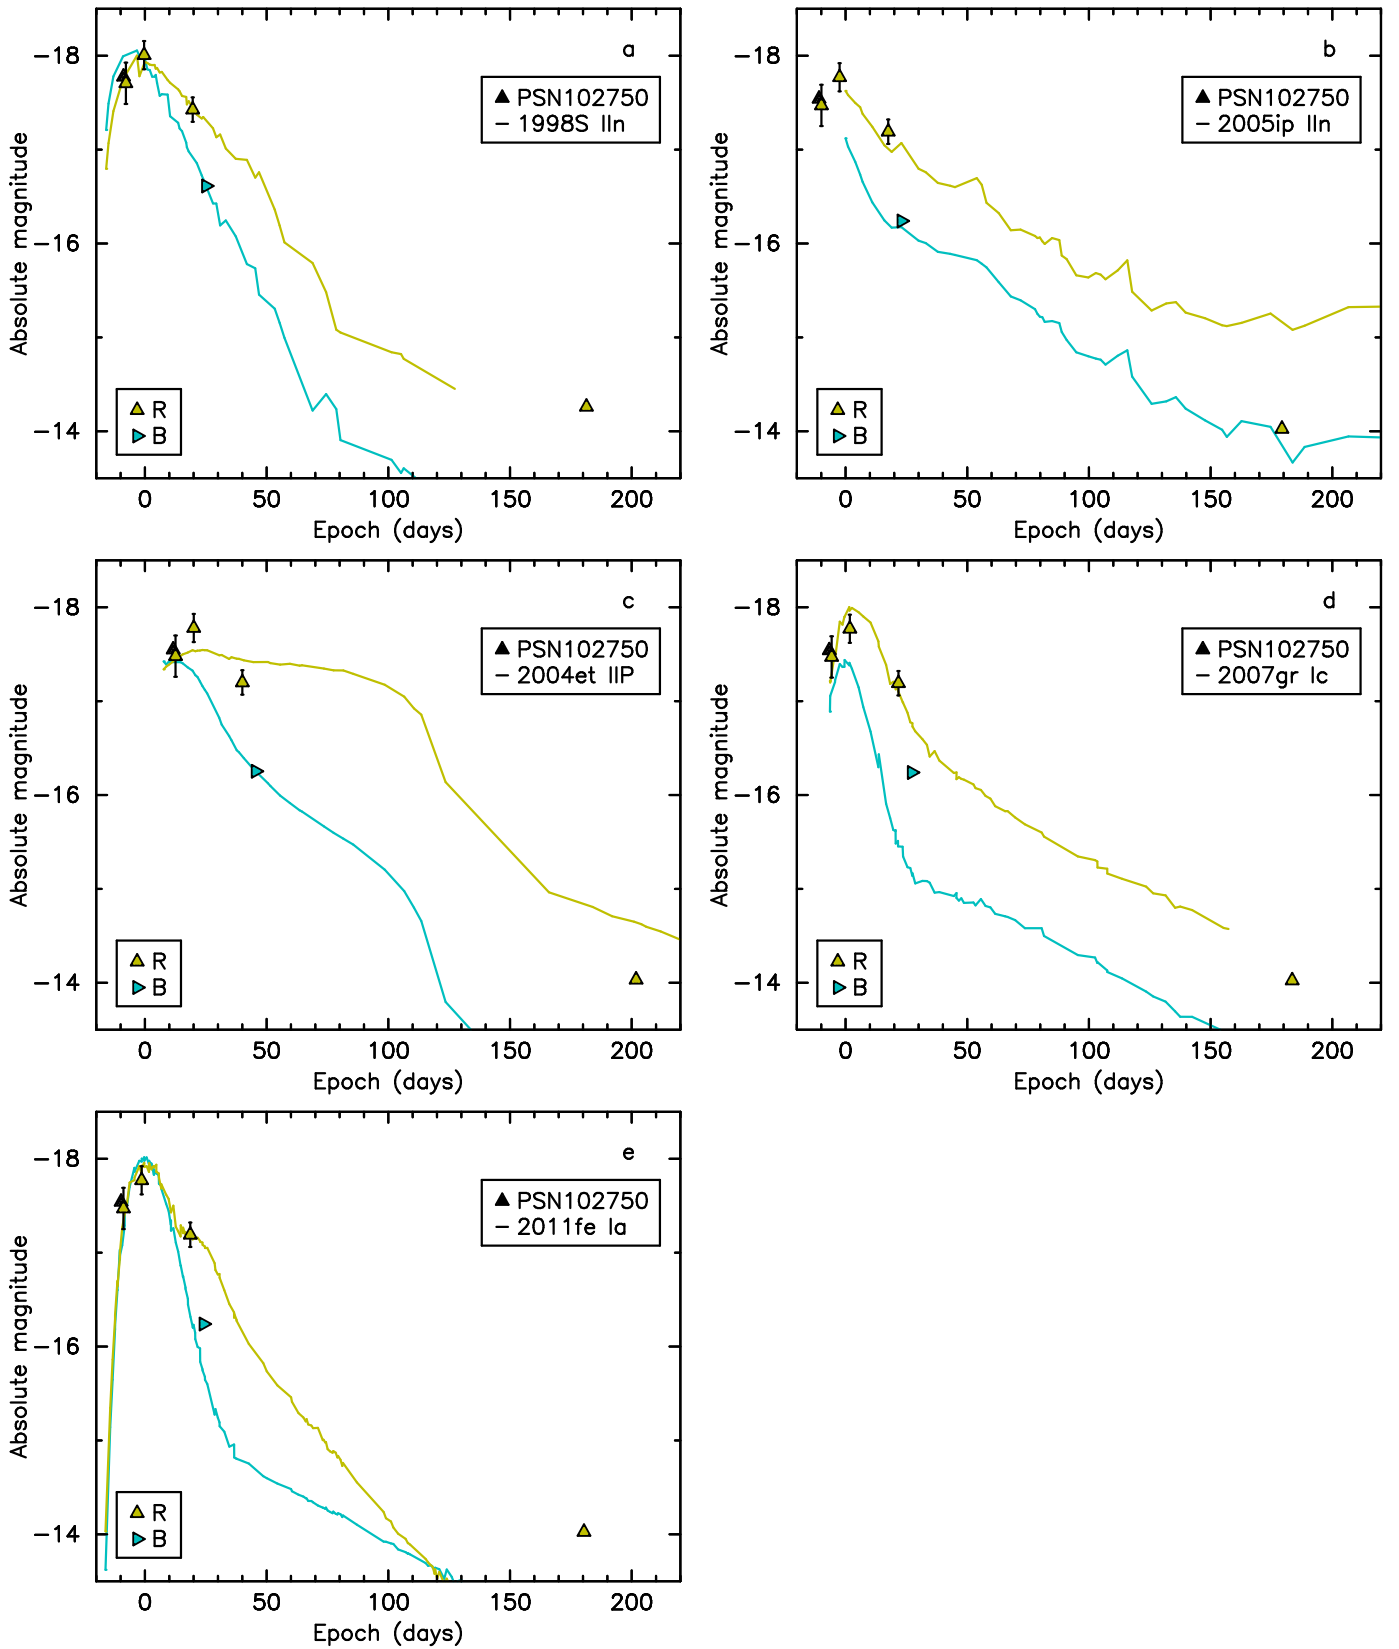 a
PSN102750
1998S IIn
R
B
−18
−16
−14
0 50 100 150 200
Epoch (days)
Absolute magnitude
b
PSN102750
2005ip IIn
R
B
−18
−16
−14
0 50 100 150 200
Epoch (days)
Absolute magnitude
c
PSN102750
2004et IIP
R
B
−18
−16
−14
0 50 100 150 200
Epoch (days)
Absolute magnitude
d
PSN102750
2007gr Ic
R
B
−18
−16
−14
0 50 100 150 200
Epoch (days)
Absolute magnitude
e
PSN102750
2011fe Ia
R
B
−18
−16
−14
0 50 100 150 200
Epoch (days)
Absolute magnitude